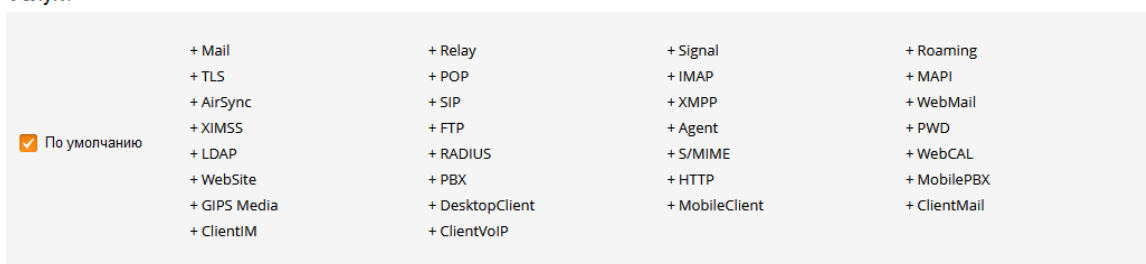 + Mail + Relay + Signal + Roaming
+ TLS + POP + IMAP + MAPI
+ AirSync + SIP + XMPP + WebMail
+ XIMSS + FTP + Agent + PWD
По умолчанию
+ LDAP + RADIUS + S/MIME + WebCAL
+ WebSite + PBX + HTTP + MobilePBX
+ GIPS Media + DesktopClient + MobileClient + ClientMail
+ ClientIM + ClientVoIP